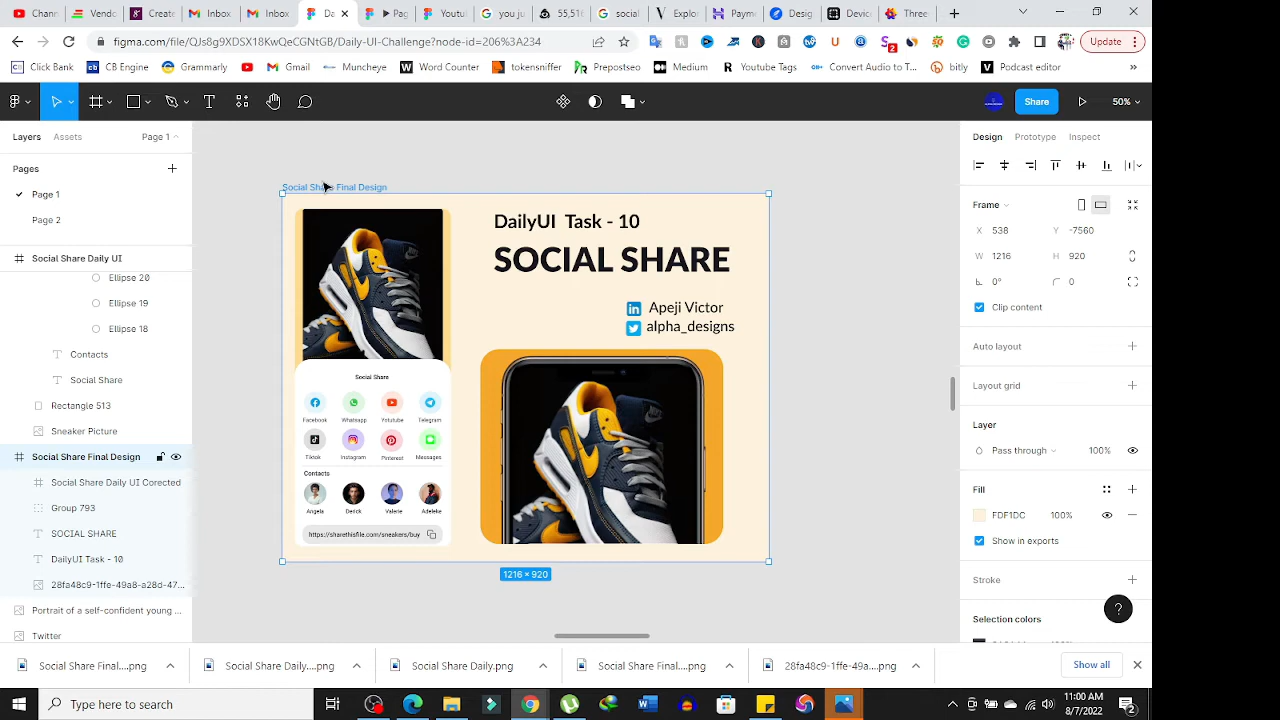 Chann
Send
Create
Inbox
Inbox
Da
Pag
Youtu
you ju
55,516
social
Explo
Paym
Desig
Devic
Three
figma.com/file/QJs8g9XDSX18KwQeCGNtGB/Daily-UI-Challenge?node-id=206%3A234
Update
Click Bank
CB Engine
Grammarly
Gmail
Muncheye
Word Counter
tokensniffer
Prepostseo
Medium
Youtube Tags
Convert Audio to T...
bitly
Podcast editor
Share
50%
Layers
Assets
Page 1
Design
Prototype
Inspect
Pages
Page 1
Page 2
Social Share Daily UI
Ellipse 20
Ellipse 19
Ellipse 18
Contacts
Social Share
Rectangle 513
Sneaker Picture
Social Share Final Design
Social Share Daily UI Corected
Group 793
SOCIAL SHARE
DailyUI Task - 10
28fa48c9-1ffe-49a8-a28d-47...
Portrait of a self-confident young ...
Twitter
Social Share Final Design
DailyUI Task - 10
SOCIAL SHARE
Apeji Victor
alpha_designs
Social Share
Facebook
Whatsapp
Youtube
Telegram
Tiktok
Instagram
Pinterest
Messages
Contacts
Angela
Derick
Valerie
Adeleke
https://sharethisfile.com/sneakers/buy
1216 × 920
Frame
X 538
Y -7560
W 1216
H 920
0°
0
Clip content
Auto layout
Layout grid
Layer
Pass through
100%
Fill
FDF1DC
100%
Show in exports
Stroke
Selection colors
?
Social Share Final....png
Social Share Daily....png
Social Share Daily.png
Social Share Final....png
28fa48c9-1ffe-49a....png
Show all
Type here to search
11:00 AM
8/7/2022
2